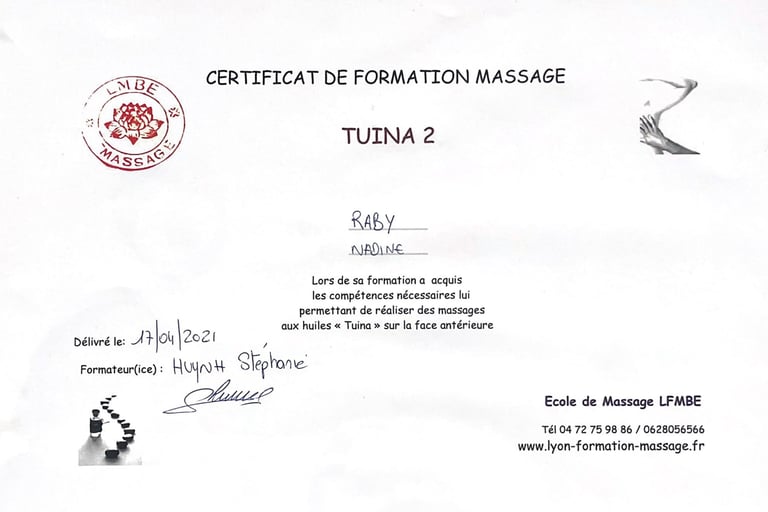 CERTIFICAT DE FORMATION MASSAGE
LMBE
MASSAGE
TUINA 2
RABY
NADINE
Lors de sa formation a acquis
les compétences nécessaires lui
permettant de réaliser des massages
aux huiles « Tuina » sur la face antérieure
Délivré le: 17/04/2021
Formateur(ice) : HUYNH Stéphanie
Ecole de Massage LFMBE
Tél 04 72 75 98 86 / 0628056566
www.lyon-formation-massage.fr